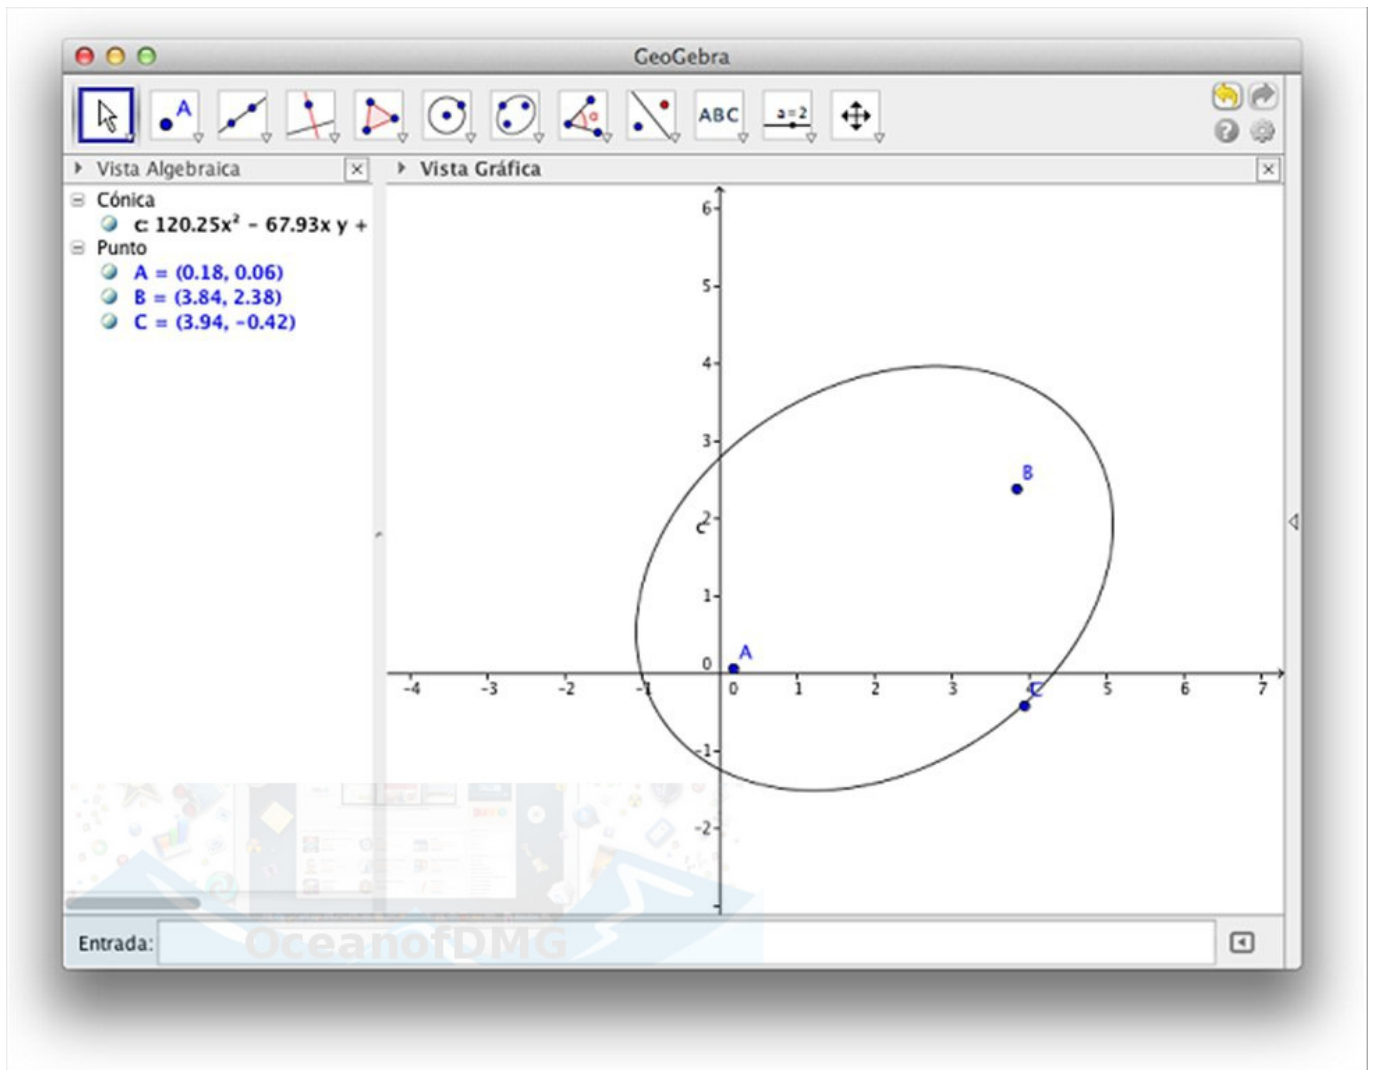 GeoGebra
A
ABC
a=2
α
Vista Algebraica
Vista Gráfica
Cónica
c: 120.25x² − 67.93x y +
Punto
A = (0.18, 0.06)
B = (3.84, 2.38)
C = (3.94, −0.42)
6
5
4
3
B
2
c
1
A
0
-4 -3 -2 -1 0 1 2 3 4 5 6 7
C
-1
-2
OceanofDMG
Entrada: